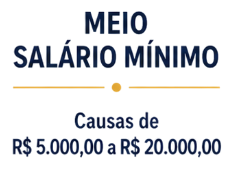 MEIO
SALÁRIO MÍNIMO
Causas de
R$ 5.000,00 a R$ 20.000,00